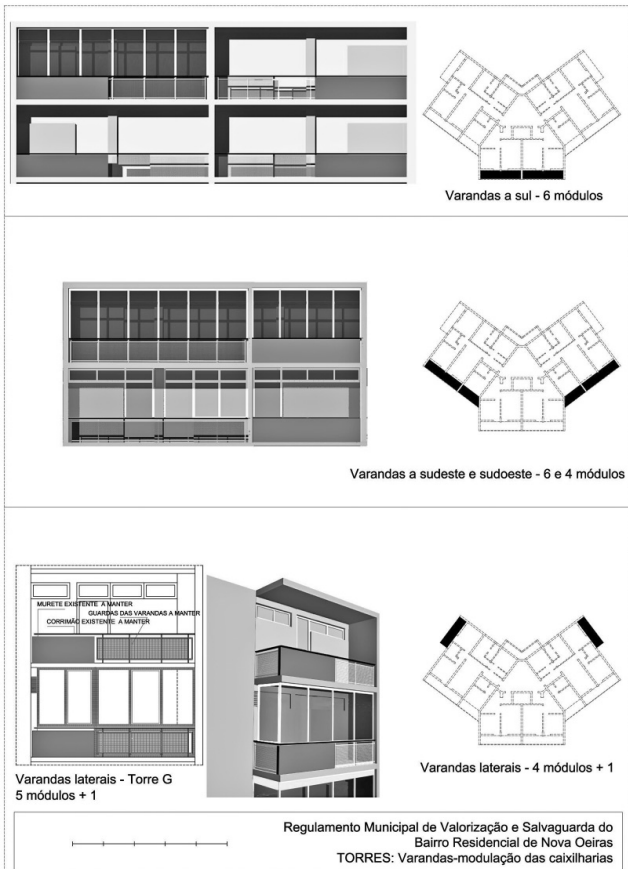 Varandas a sul - 6 módulos
Varandas a sudeste e sudoeste - 6 e 4 módulos
MURETE EXISTENTE A MANTER
GUARDAS DAS VARANDAS A MANTER
CORRIMÃO EXISTENTE A MANTER
Varandas laterais - Torre G
5 módulos + 1
Varandas laterais - 4 módulos + 1
Regulamento Municipal de Valorização e Salvaguarda do
Bairro Residencial de Nova Oeiras
TORRES: Varandas-modulação das caixilharias